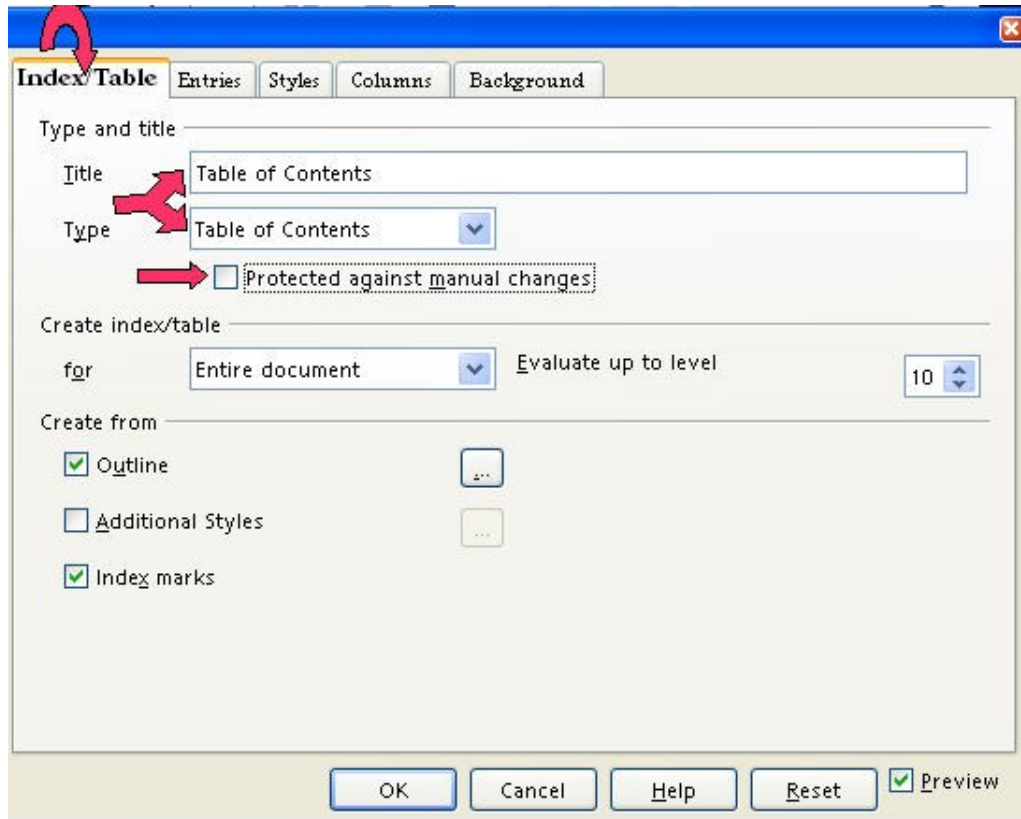 Index/Table Entries Styles Columns Background
Type and title
Title Table of Contents
Type Table of Contents
Protected against manual changes
Create index/table
for Entire document Evaluate up to level 10
Create from
Outline ...
Additional Styles ...
Index marks
OK Cancel Help Reset Preview